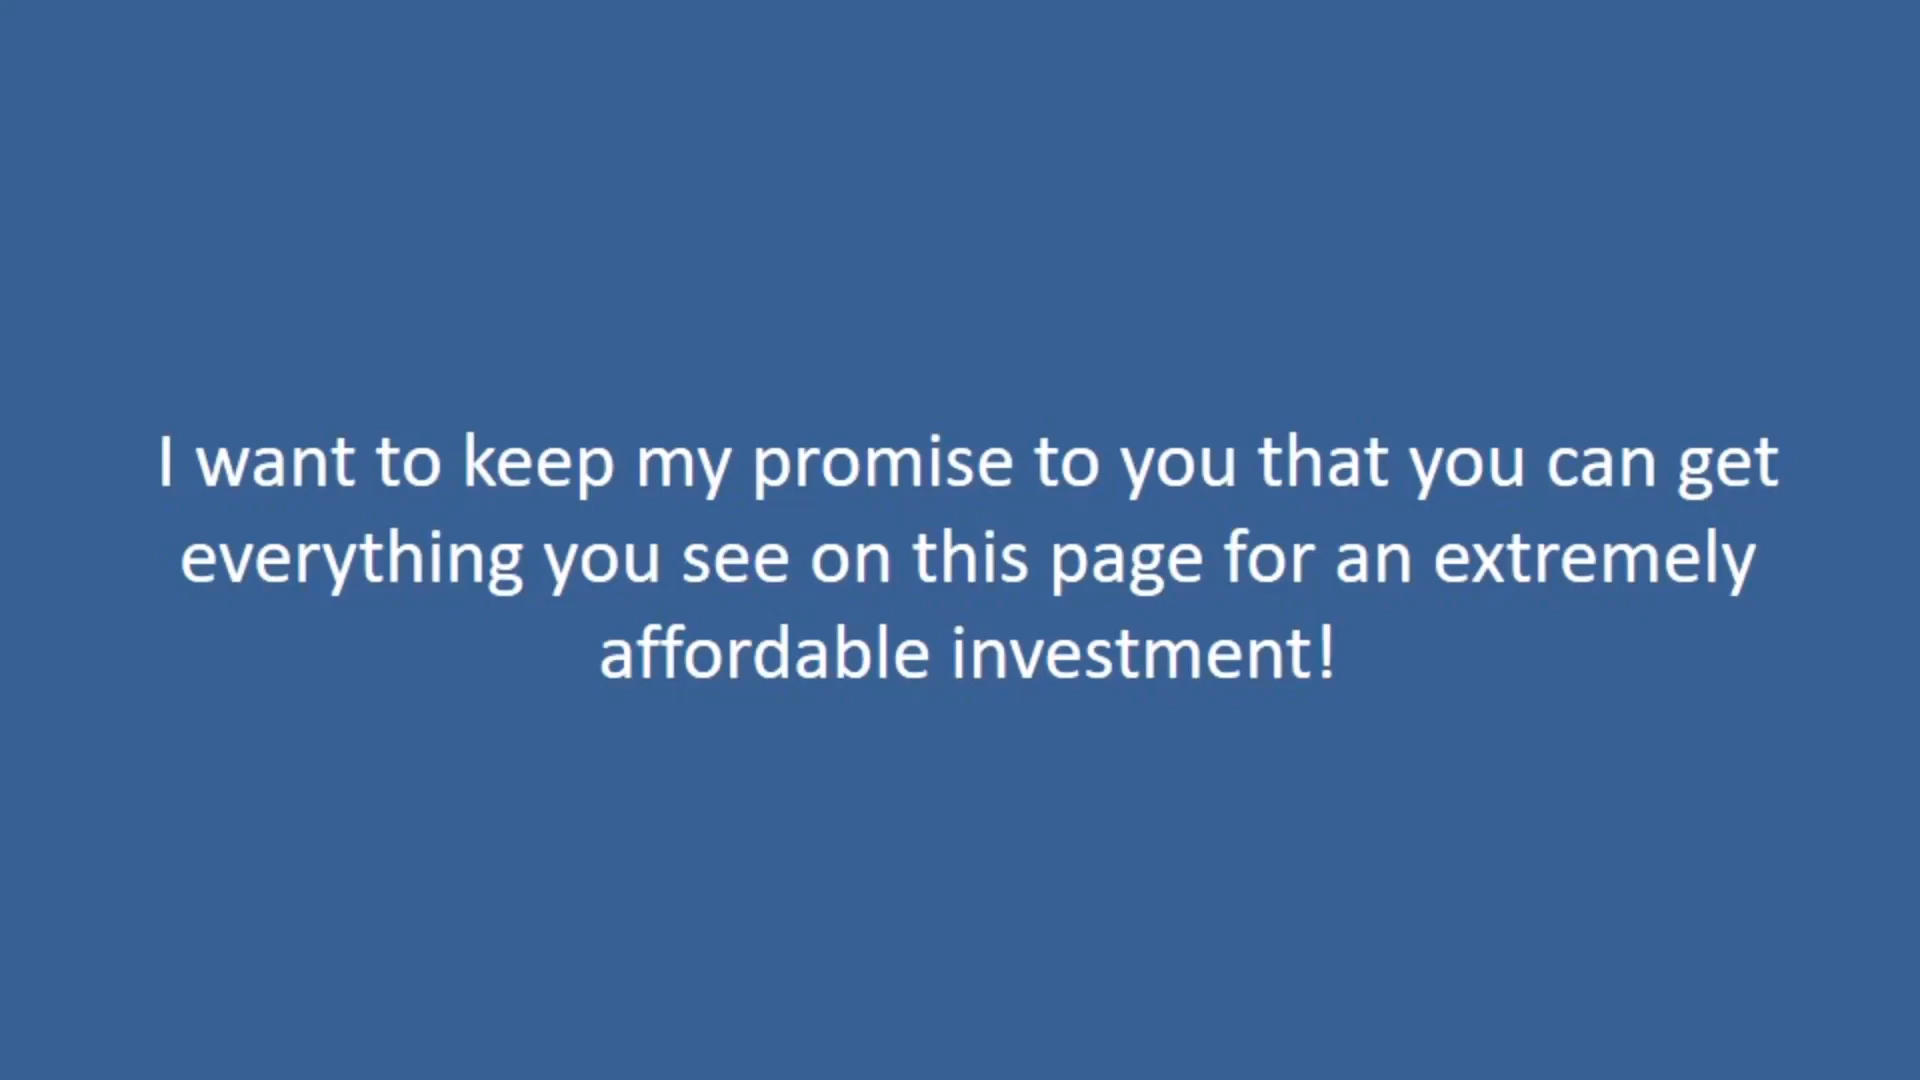 I want to keep my promise to you that you can get
everything you see on this page for an extremely
affordable investment!